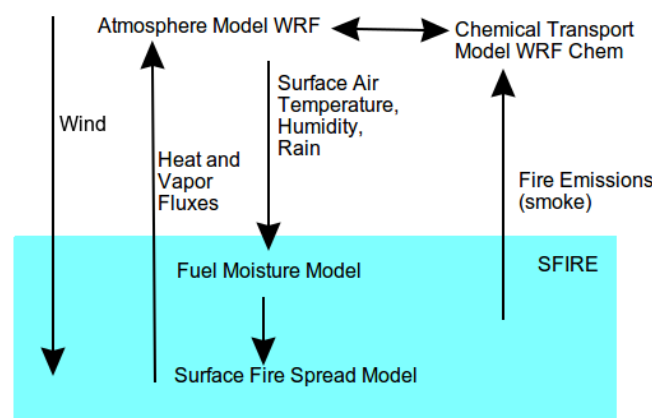 Atmosphere Model WRF
Chemical Transport
Model WRF Chem
Wind
Surface Air
Temperature,
Humidity,
Rain
Heat and
Vapor
Fluxes
Fire Emissions
(smoke)
SFIRE
Fuel Moisture Model
Surface Fire Spread Model